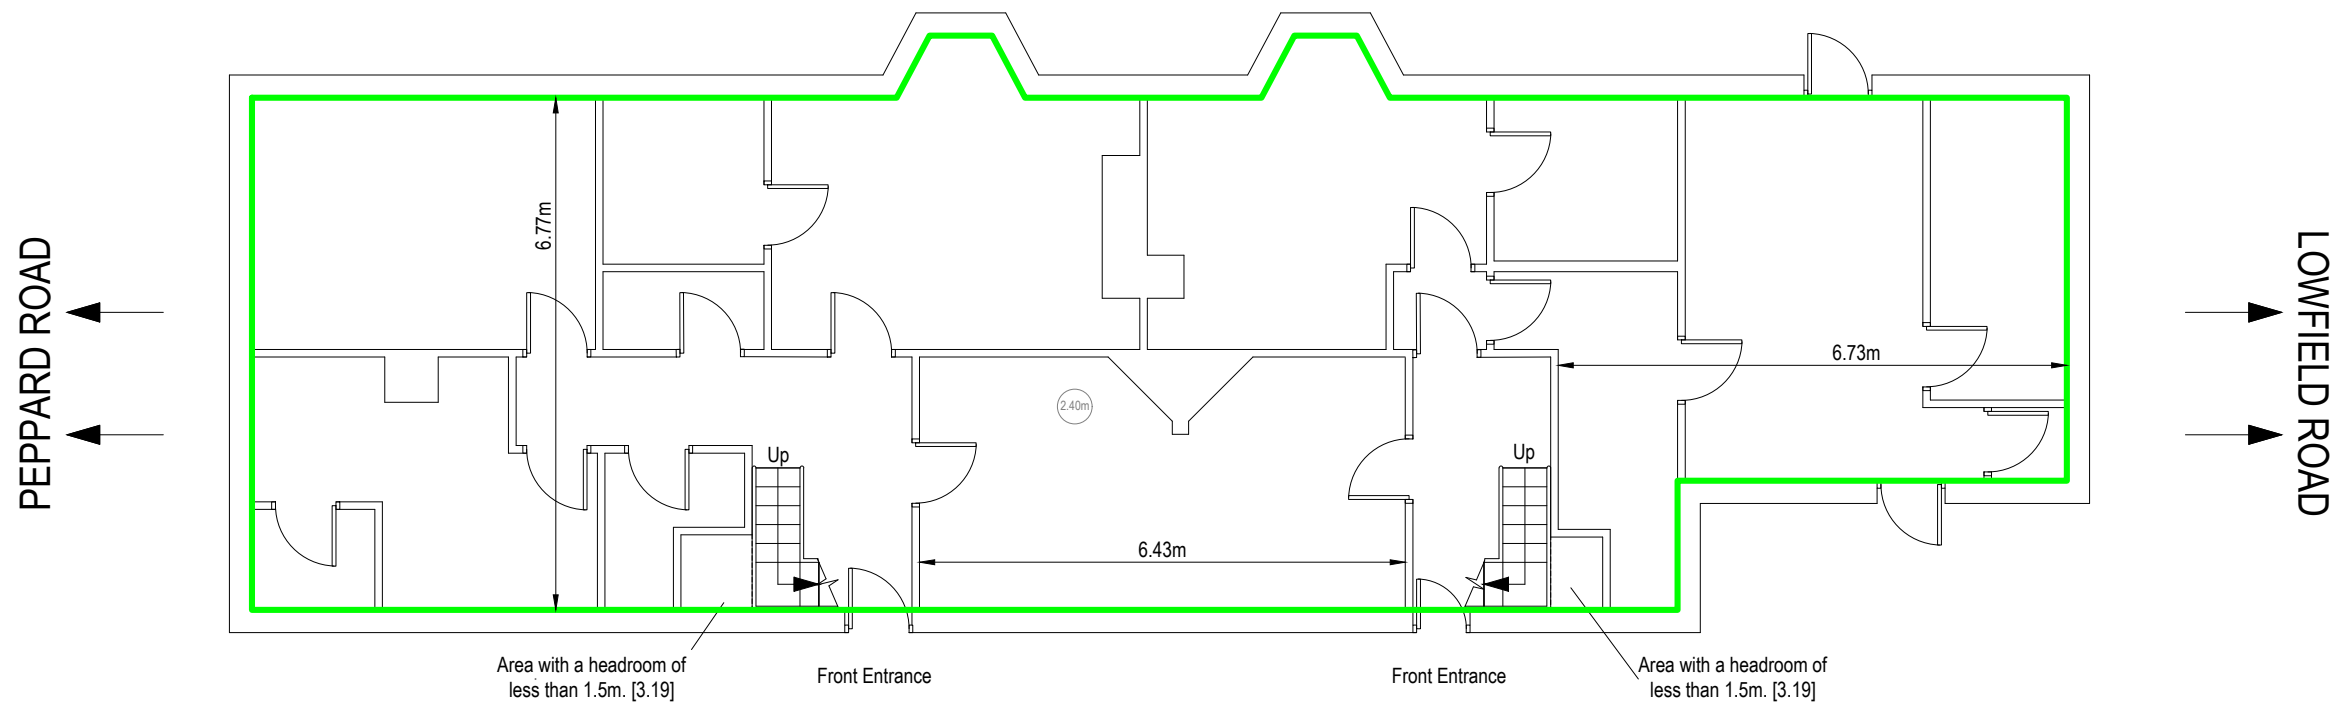 PEPPARD ROAD
6.77m
2.40m
6.73m
LOWFIELD ROAD
Up
Up
6.43m
Area with a headroom of
less than 1.5m. [3.19]
Front Entrance
Front Entrance
Area with a headroom of
less than 1.5m. [3.19]